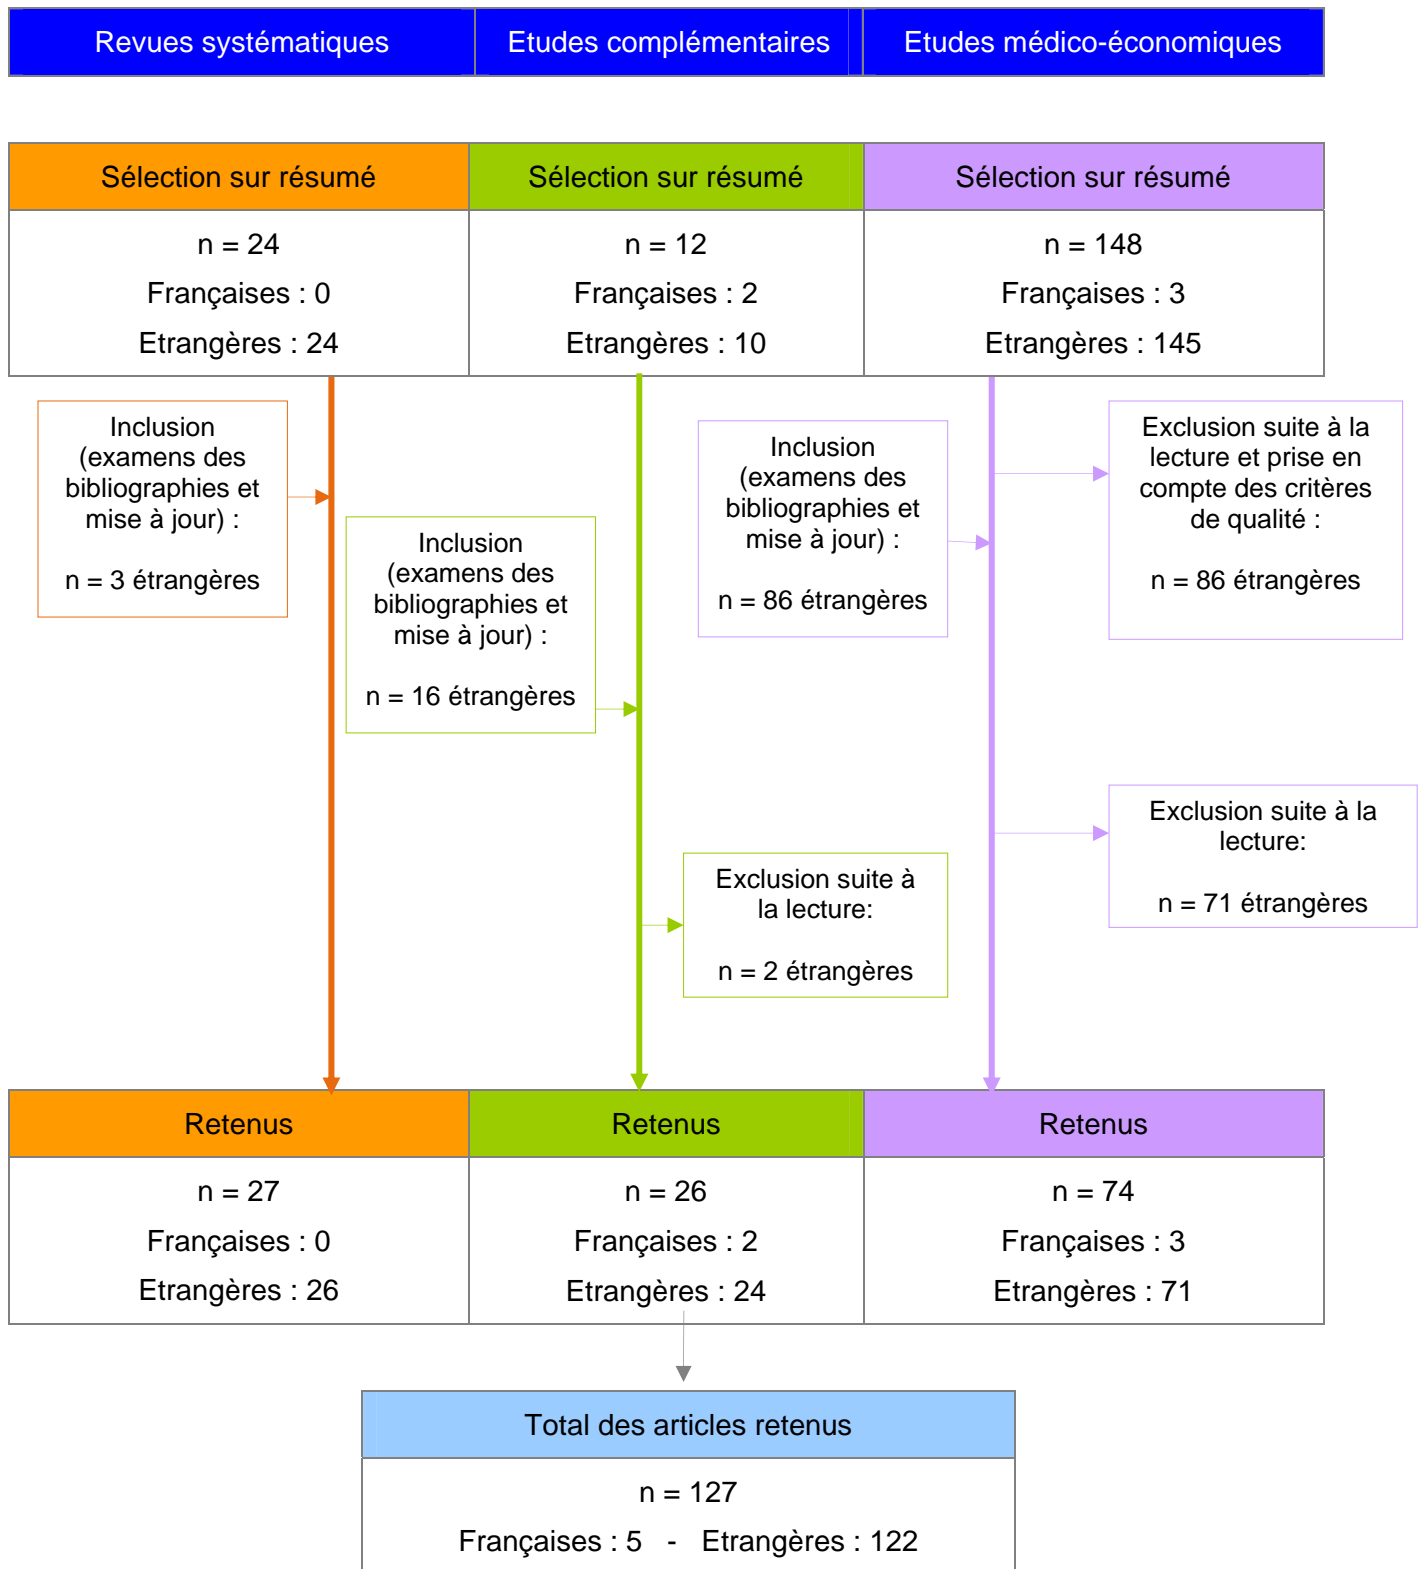 Revues systématiques
Etudes complémentaires
Etudes médico-économiques
Sélection sur résumé
n = 24
Françaises : 0
Etrangères : 24
Sélection sur résumé
n = 12
Françaises : 2
Etrangères : 10
Sélection sur résumé
n = 148
Françaises : 3
Etrangères : 145
Inclusion
(examens des
bibliographies et
mise à jour) :
n = 3 étrangères
Inclusion
(examens des
bibliographies et
mise à jour) :
n = 16 étrangères
Inclusion
(examens des
bibliographies et
mise à jour) :
n = 86 étrangères
Exclusion suite à la
lecture et prise en
compte des critères
de qualité :
n = 86 étrangères
Exclusion suite à
la lecture:
n = 2 étrangères
Exclusion suite à la
lecture:
n = 71 étrangères
Retenus
n = 27
Françaises : 0
Etrangères : 26
Retenus
n = 26
Françaises : 2
Etrangères : 24
Retenus
n = 74
Françaises : 3
Etrangères : 71
Total des articles retenus
n = 127
Françaises : 5 - Etrangères : 122